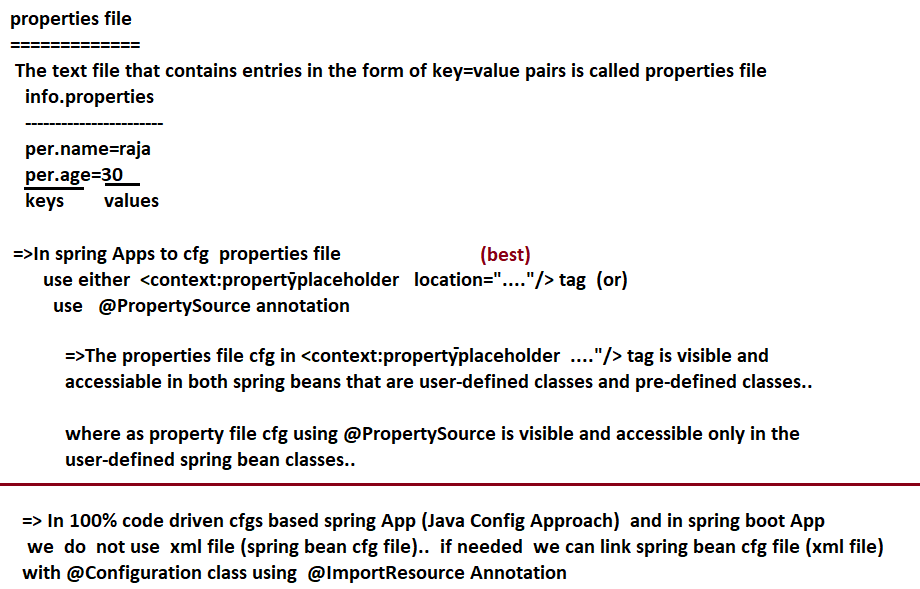 properties file
=============
The text file that contains entries in the form of key=value pairs is called properties file
info.properties
-----------------------
per.name=raja
per.age=30
keys values
=>In spring Apps to cfg properties file (best)
use either <context:property-placeholder location="...."/> tag (or)
use @PropertySource annotation
=>The properties file cfg in <context:property-placeholder ...."/> tag is visible and
accessiable in both spring beans that are user-defined classes and pre-defined classes..
where as property file cfg using @PropertySource is visible and accessible only in the
user-defined spring bean classes..
=> In 100% code driven cfgs based spring App (Java Config Approach) and in spring boot App
we do not use xml file (spring bean cfg file).. if needed we can link spring bean cfg file (xml file)
with @Configuration class using @ImportResource Annotation